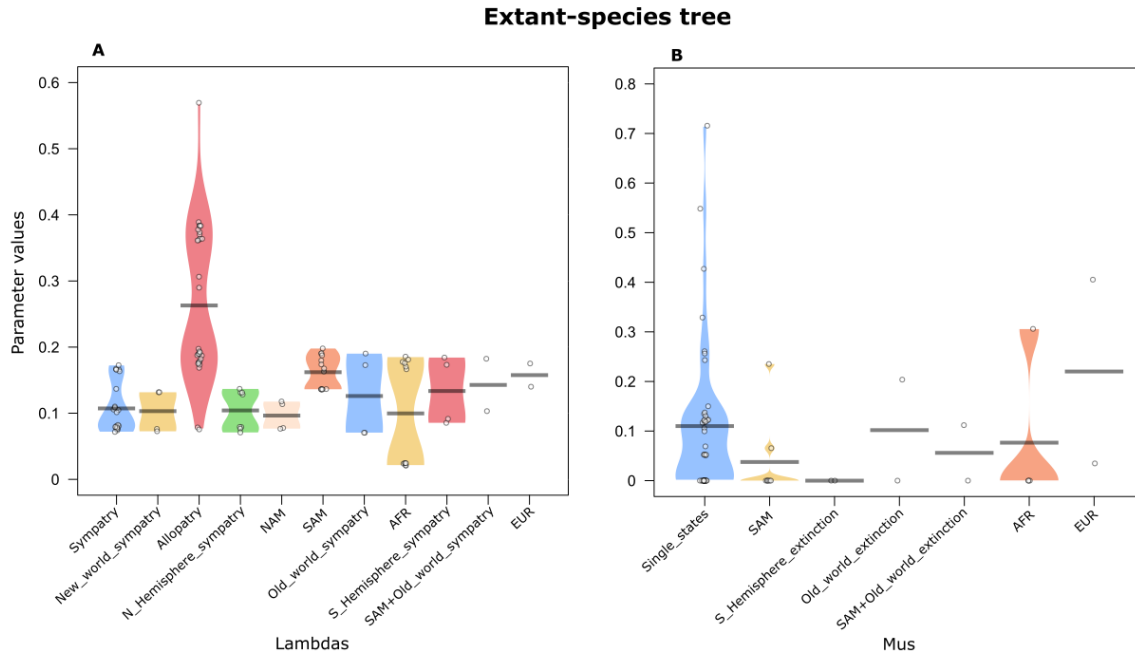 Extant-species tree
A
B
Parameter values
0.6
0.5
0.4
0.3
0.2
0.1
0
Sympatry
New_world_sympatry
Allopatry
N_Hemisphere_sympatry
NAM
SAM
Old_world_sympatry
AFR
S_Hemisphere_sympatry
SAM+Old_world_sympatry
EUR
Lambdas
0.8
0.7
0.6
0.5
0.4
0.3
0.2
0.1
0
Single_states
SAM
S_Hemisphere_extinction
Old_world_extinction
SAM+Old_world_extinction
AFR
EUR
Mus